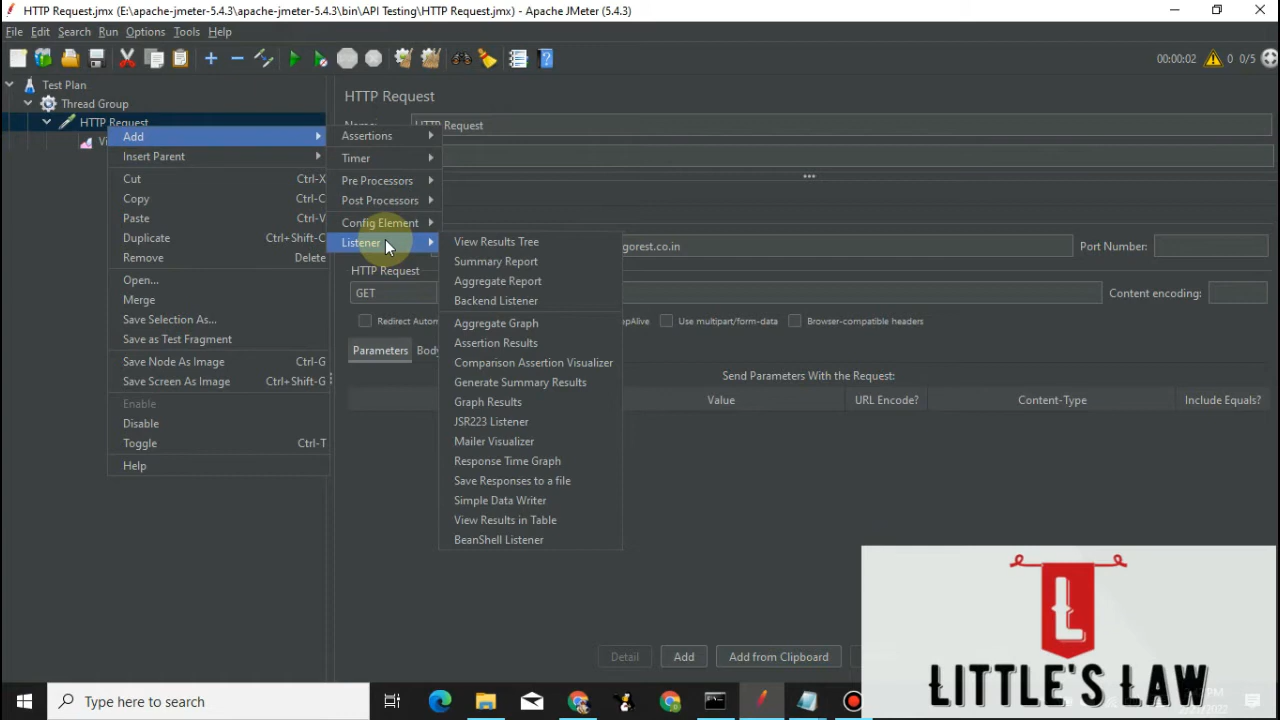 HTTP Request.jmx (E:\apache-jmeter-5.4.3\apache-jmeter-5.4.3\bin\API Testing\HTTP Request.jmx) - Apache JMeter (5.4.3)
File Edit Search Run Options Tools Help
00:00:02 0 0/5
Test Plan
Thread Group
HTTP Request
HTTP Request
Name: HTTP Request
Add
Insert Parent
Cut Ctrl-X
Copy Ctrl-C
Paste Ctrl-V
Duplicate Ctrl+Shift-C
Remove Delete
Open...
Merge
Save Selection As...
Save as Test Fragment
Save Node As Image Ctrl-G
Save Screen As Image Ctrl+Shift-G
Enable
Disable
Toggle Ctrl-T
Help
Assertions
Timer
Pre Processors
Post Processors
Config Element
Listener
View Results Tree
Summary Report
Aggregate Report
Backend Listener
Aggregate Graph
Assertion Results
Comparison Assertion Visualizer
Generate Summary Results
Graph Results
JSR223 Listener
Mailer Visualizer
Response Time Graph
Save Responses to a file
Simple Data Writer
View Results in Table
BeanShell Listener
gorest.co.in Port Number:
HTTP Request
GET Content encoding:
Redirect Autom epAlive Use multipart/form-data Browser-compatible headers
Parameters Body
Send Parameters With the Request:
Value URL Encode? Content-Type Include Equals?
Detail Add Add from Clipboard
L
LITTLE'S LAW
Type here to search